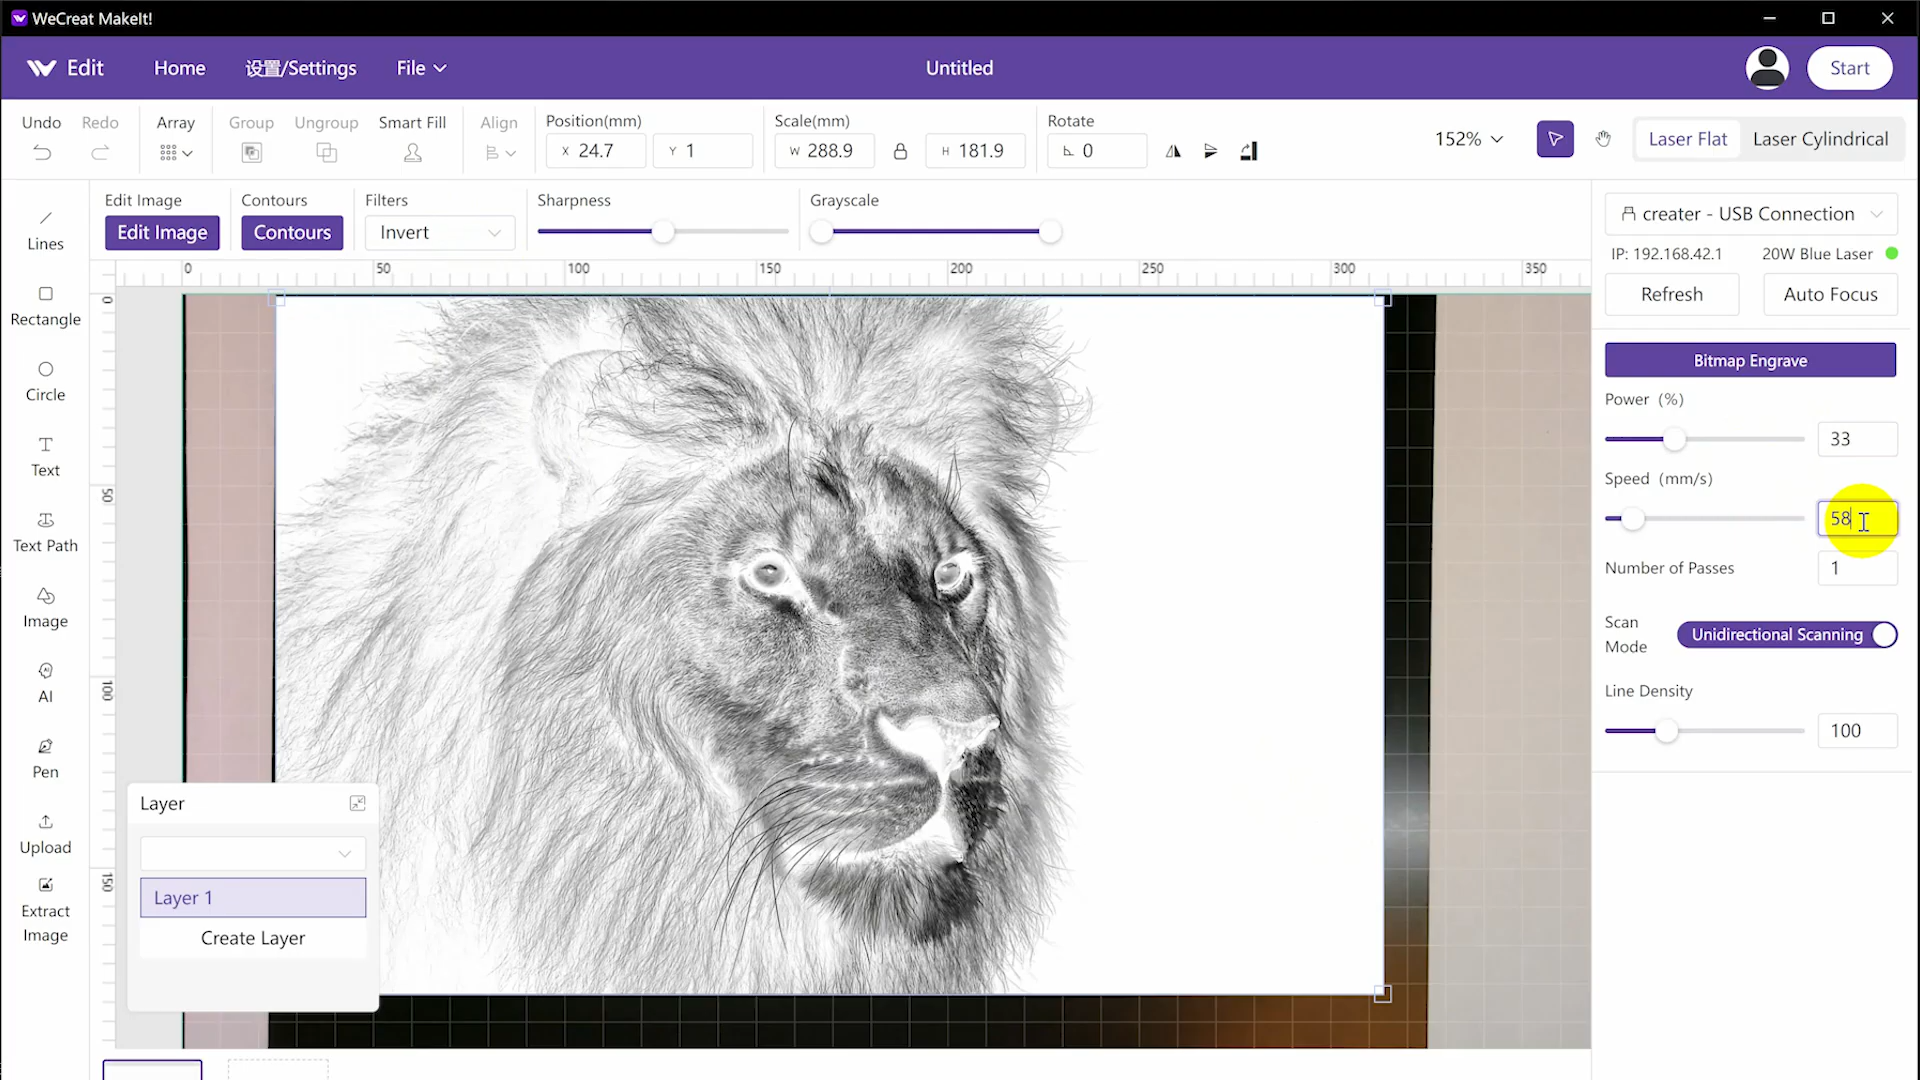 WeCreat MakeIt!
Edit Home 设置/Settings File Untitled Start
Undo Redo Array Group Ungroup Smart Fill Align Position(mm) Scale(mm) Rotate
X 24.7 Y 1 W 288.9 H 181.9 0 152% Laser Flat Laser Cylindrical
Edit Image Contours Filters Sharpness Grayscale
Edit Image Contours Invert
0 50 100 150 200 250 300 350
0
50
100
150
Lines
Rectangle
Circle
Text
Text Path
Image
AI
Pen
Upload
Extract
Image
Layer
Layer 1
Create Layer
creater - USB Connection
IP: 192.168.42.1 20W Blue Laser
Refresh Auto Focus
Bitmap Engrave
Power (%)
33
Speed (mm/s)
58
Number of Passes 1
Scan
Mode
Unidirectional Scanning
Line Density
100